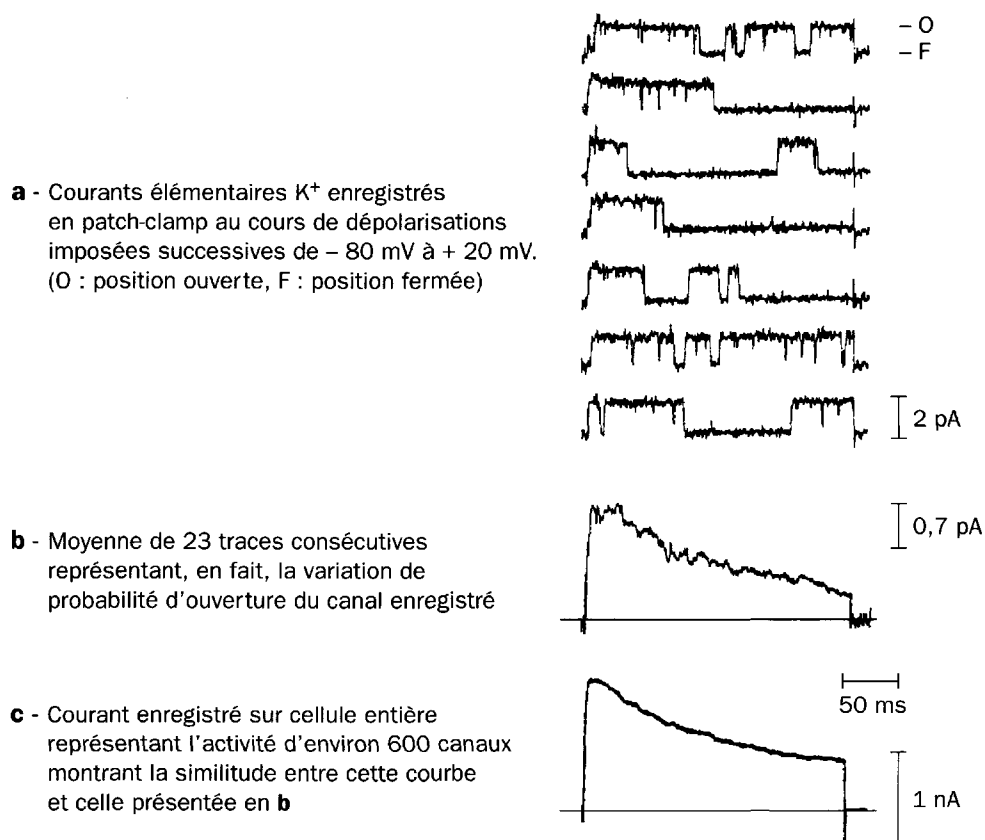 – O
– F
a - Courants élémentaires K⁺ enregistrés
en patch-clamp au cours de dépolarisations
imposées successives de – 80 mV à + 20 mV.
(O : position ouverte, F : position fermée)
2 pA
b - Moyenne de 23 traces consécutives
représentant, en fait, la variation de
probabilité d'ouverture du canal enregistré
0,7 pA
50 ms
c - Courant enregistré sur cellule entière
représentant l'activité d'environ 600 canaux
montrant la similitude entre cette courbe
et celle présentée en b
1 nA